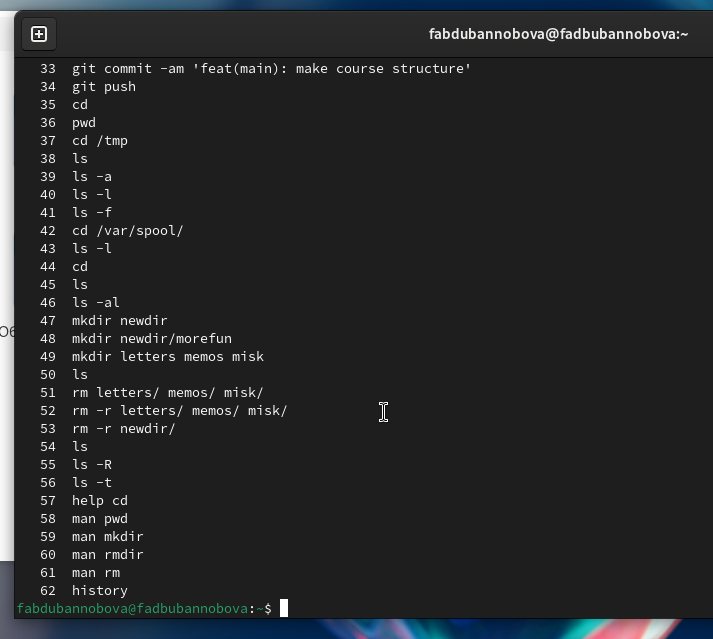 fabdubannobova@fadbubannobova:~
33 git commit -am 'feat(main): make course structure'
34 git push
35 cd
36 pwd
37 cd /tmp
38 ls
39 ls -a
40 ls -l
41 ls -f
42 cd /var/spool/
43 ls -l
44 cd
45 ls
46 ls -al
47 mkdir newdir
48 mkdir newdir/morefun
49 mkdir letters memos misk
50 ls
51 rm letters/ memos/ misk/
52 rm -r letters/ memos/ misk/
53 rm -r newdir/
54 ls
55 ls -R
56 ls -t
57 help cd
58 man pwd
59 man mkdir
60 man rmdir
61 man rm
62 history
fabdubannobova@fadbubannobova:~$